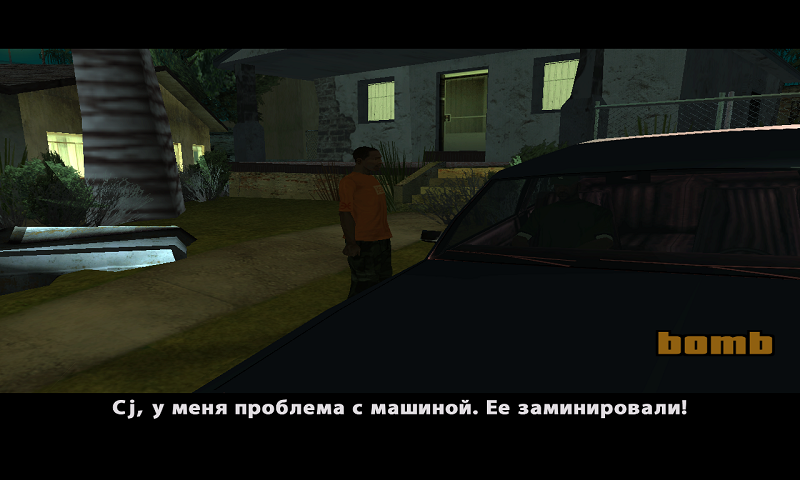 bomb
Cj, у меня проблема с машиной. Ее заминировали!